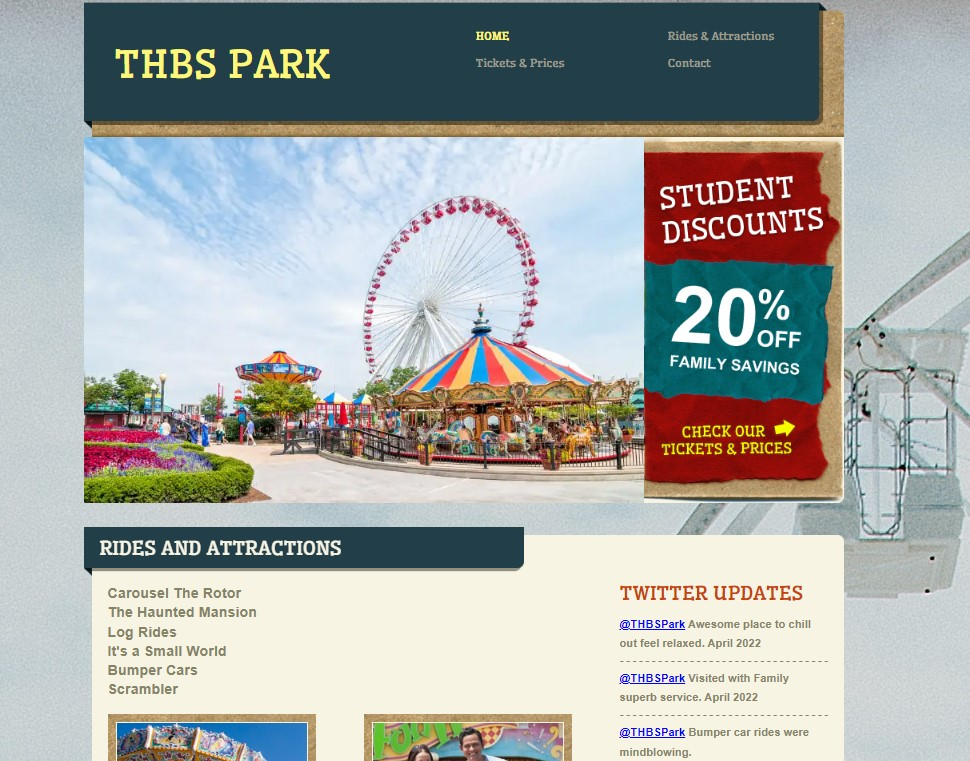 THBS PARK
HOME
Rides & Attractions
Tickets & Prices
Contact
STUDENT
DISCOUNTS
20%
OFF
FAMILY SAVINGS
CHECK OUR
TICKETS & PRICES
RIDES AND ATTRACTIONS
Carousel The Rotor
The Haunted Mansion
Log Rides
It's a Small World
Bumper Cars
Scrambler
TWITTER UPDATES
@THBSPark Awesome place to chill
out feel relaxed. April 2022
@THBSPark Visited with Family
superb service. April 2022
@THBSPark Bumper car rides were
mindblowing.